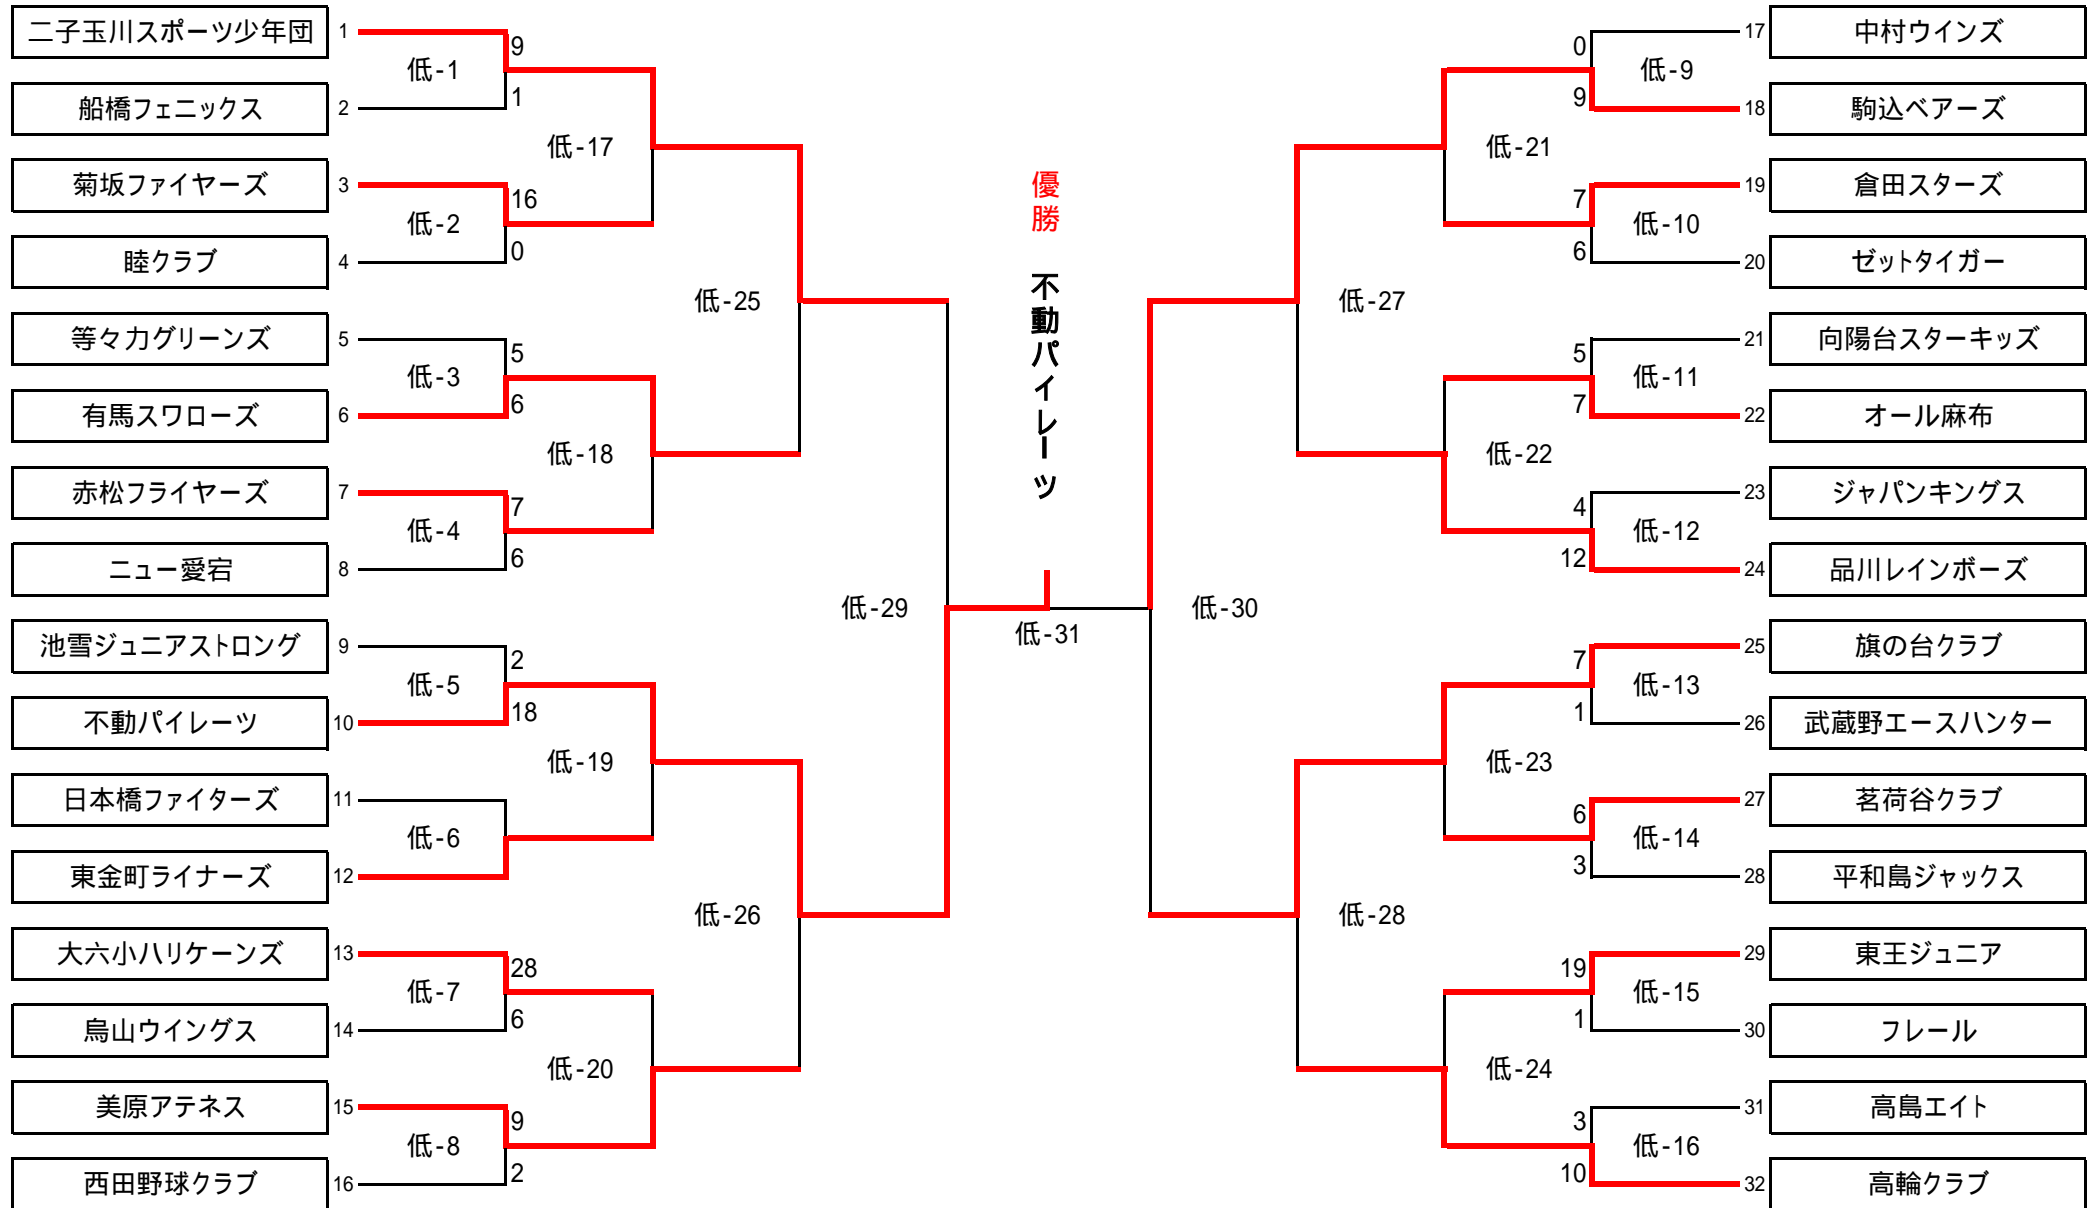 二子玉川スポーツ少年団 1
9
低-1
1
船橋フェニックス 2
低-17
菊坂ファイヤーズ 3
16
低-2
0
睦クラブ 4
低-25
等々力グリーンズ 5
5
低-3
6
有馬スワローズ 6
低-18
赤松フライヤーズ 7
7
低-4
6
ニュー愛宕 8
低-29
池雪ジュニアストロング 9
2
低-5
18
不動パイレーツ 10
低-19
日本橋ファイターズ 11
低-6
東金町ライナーズ 12
低-26
大六小ハリケーンズ 13
28
低-7
6
烏山ウイングス 14
低-20
美原アテネス 15
9
低-8
2
西田野球クラブ 16
優勝 不動パイレーツ
低-31
17 中村ウインズ
0
低-9
9
18 駒込ベアーズ
低-21
19 倉田スターズ
7
低-10
6
20 ゼットタイガー
低-27
21 向陽台スターキッズ
5
低-11
7
22 オール麻布
低-22
23 ジャパンキングス
4
低-12
12
24 品川レインボーズ
低-30
25 旗の台クラブ
7
低-13
1
26 武蔵野エースハンター
低-23
27 茗荷谷クラブ
6
低-14
3
28 平和島ジャックス
低-28
29 東王ジュニア
19
低-15
1
30 フレール
低-24
31 高島エイト
3
低-16
10
32 高輪クラブ